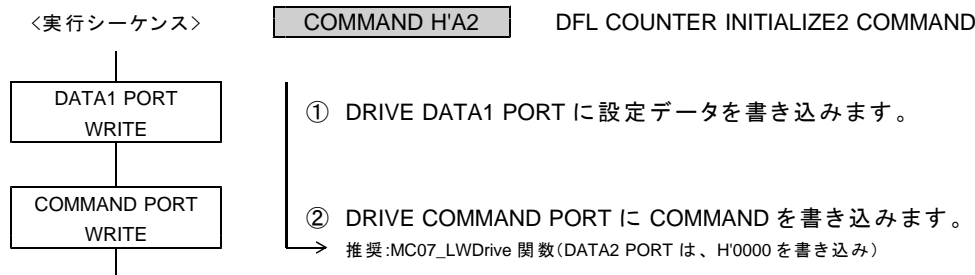 <実行シーケンス>
COMMAND H'A2 DFL COUNTER INITIALIZE2 COMMAND
DATA1 PORT
WRITE
① DRIVE DATA1 PORT に設定データを書き込みます。
COMMAND PORT
WRITE
② DRIVE COMMAND PORT に COMMAND を書き込みます。
推奨:MC07_LWDrive 関数(DATA2 PORT は、H'0000 を書き込み)